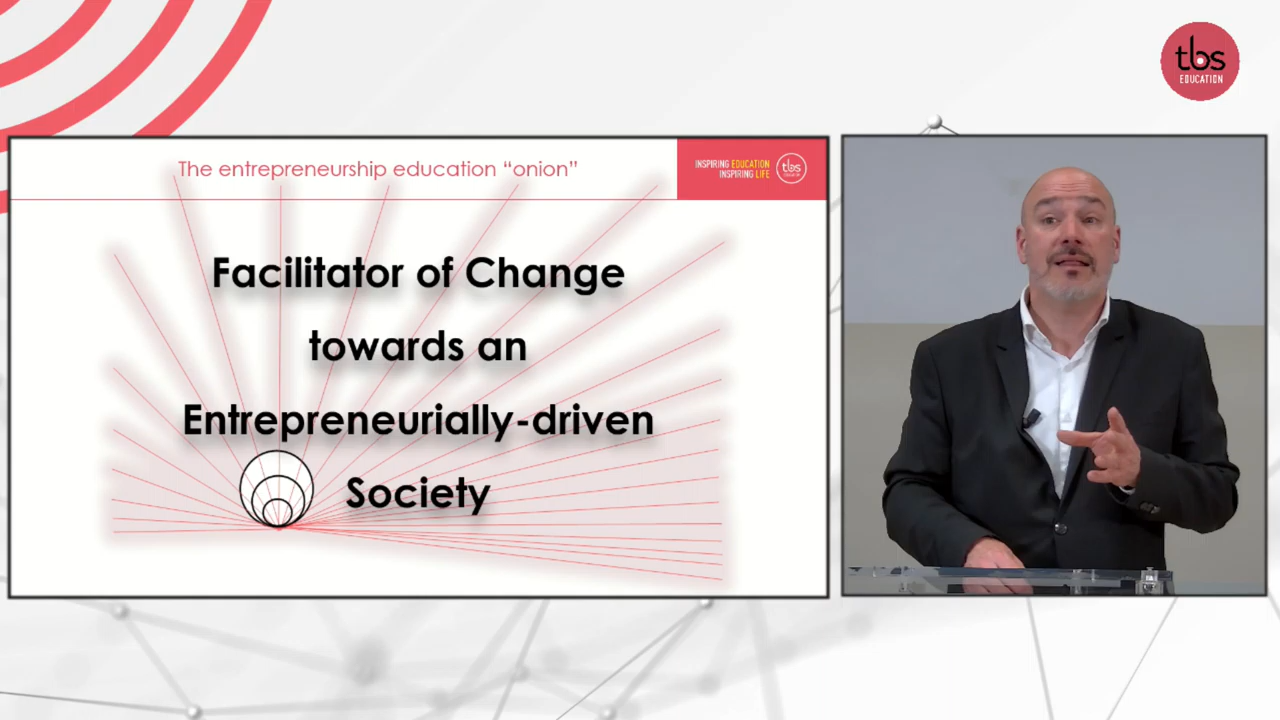 tbs
EDUCATION
The entrepreneurship education “onion”
INSPIRING EDUCATION
INSPIRING LIFE
tbs
Facilitator of Change
towards an
Entrepreneurially-driven
Society